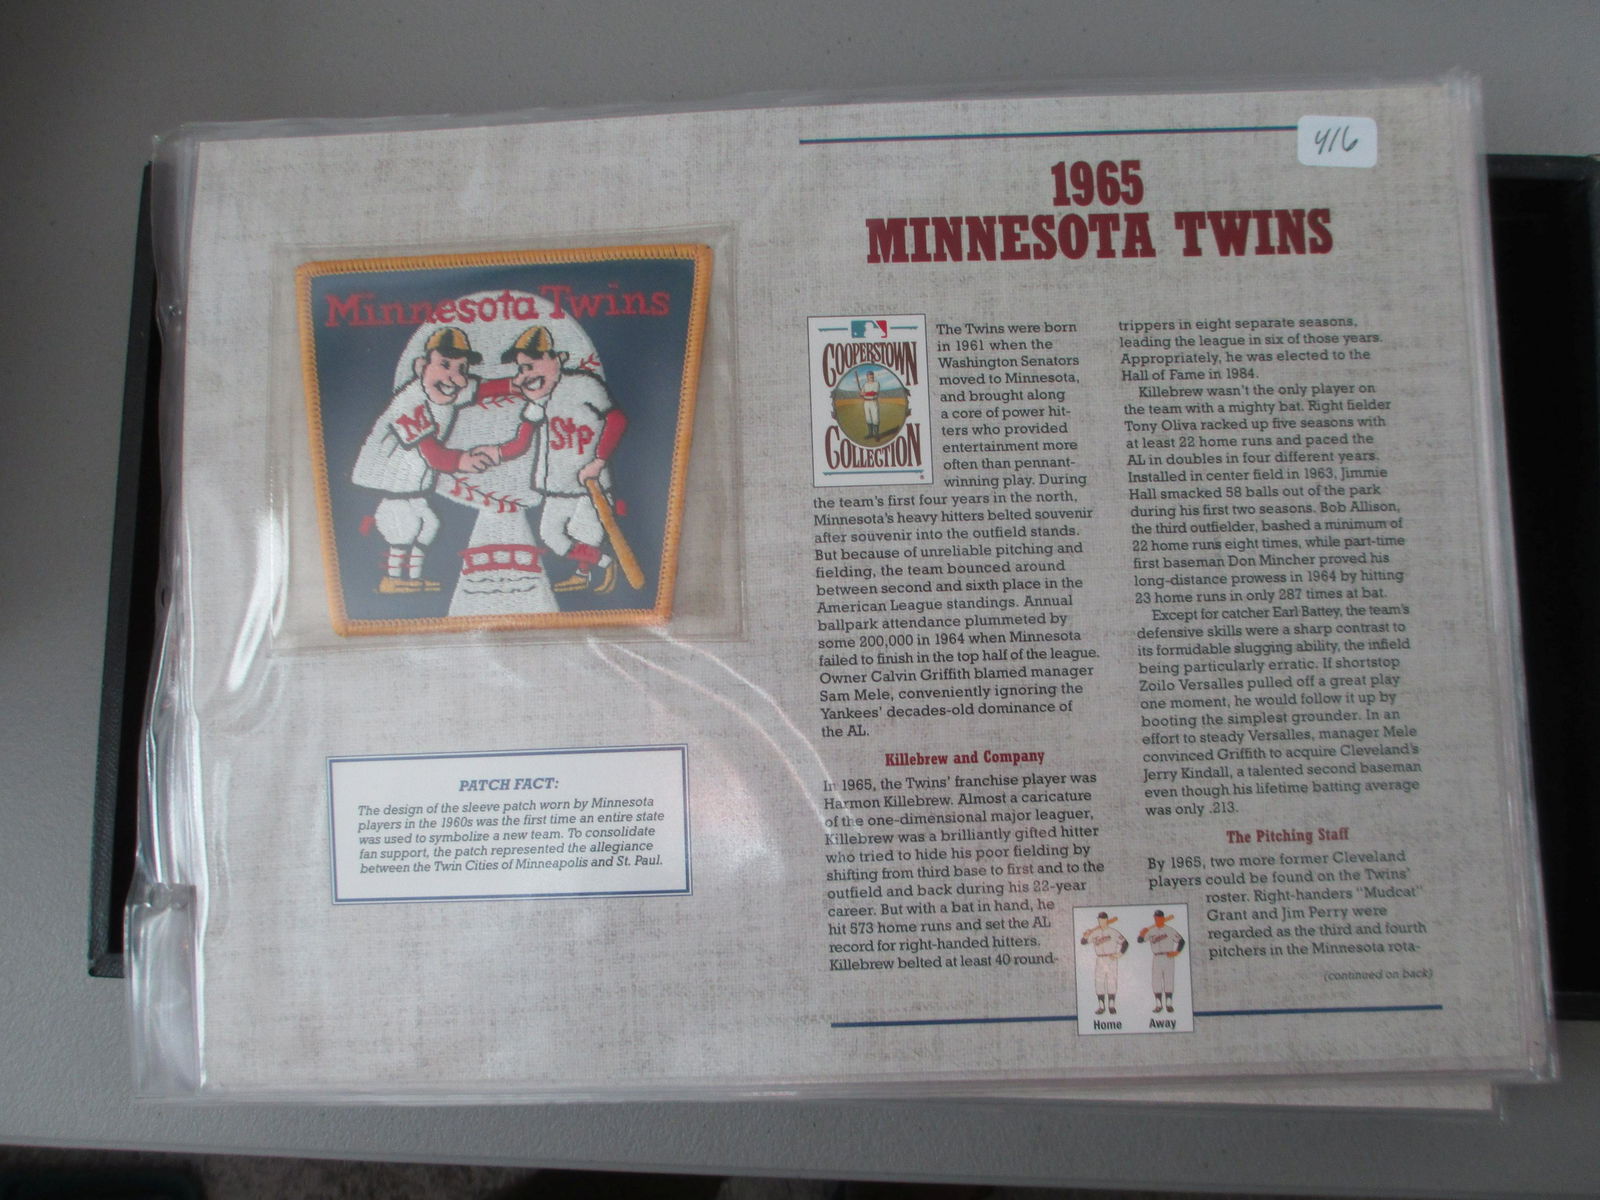 416
1965
MINNESOTA TWINS
Minnesota Twins
M
StP
PATCH FACT:
The design of the sleeve patch worn by Minnesota
players in the 1960s was the first time an entire state
was used to symbolize a new team. To consolidate
fan support, the patch represented the allegiance
between the Twin Cities of Minneapolis and St. Paul.
COOPERSTOWN
COLLECTION
The Twins were born
in 1961 when the
Washington Senators
moved to Minnesota,
and brought along
a core of power hit-
ters who provided
entertainment more
often than pennant-
winning play. During
the team's first four years in the north,
Minnesota's heavy hitters belted souvenir
after souvenir into the outfield stands.
But because of unreliable pitching and
fielding, the team bounced around
between second and sixth place in the
American League standings. Annual
ballpark attendance plummeted by
some 200,000 in 1964 when Minnesota
failed to finish in the top half of the league.
Owner Calvin Griffith blamed manager
Sam Mele, conveniently ignoring the
Yankees' decades-old dominance of
the AL.
Killebrew and Company
In 1965, the Twins' franchise player was
Harmon Killebrew. Almost a caricature
of the one-dimensional major leaguer,
Killebrew was a brilliantly gifted hitter
who tried to hide his poor fielding by
shifting from third base to first and to the
outfield and back during his 22-year
career. But with a bat in hand, he
hit 573 home runs and set the AL
record for right-handed hitters.
Killebrew belted at least 40 round-
trippers in eight separate seasons,
leading the league in six of those years.
Appropriately, he was elected to the
Hall of Fame in 1984.
Killebrew wasn't the only player on
the team with a mighty bat. Right fielder
Tony Oliva racked up five seasons with
at least 22 home runs and paced the
AL in doubles in four different years.
Installed in center field in 1963, Jimmie
Hall smacked 58 balls out of the park
during his first two seasons. Bob Allison,
the third outfielder, bashed a minimum of
22 home runs eight times, while part-time
first baseman Don Mincher proved his
long-distance prowess in 1964 by hitting
23 home runs in only 287 times at bat.
Except for catcher Earl Battey, the team's
defensive skills were a sharp contrast to
its formidable slugging ability, the infield
being particularly erratic. If shortstop
Zoilo Versalles pulled off a great play
one moment, he would follow it up by
booting the simplest grounder. In an
effort to steady Versalles, manager Mele
convinced Griffith to acquire Cleveland's
Jerry Kindall, a talented second baseman
even though his lifetime batting average
was only .213.
The Pitching Staff
By 1965, two more former Cleveland
players could be found on the Twins'
roster. Right-handers "Mudcat"
Grant and Jim Perry were
regarded as the third and fourth
pitchers in the Minnesota rota-
(continued on back)
Home Away